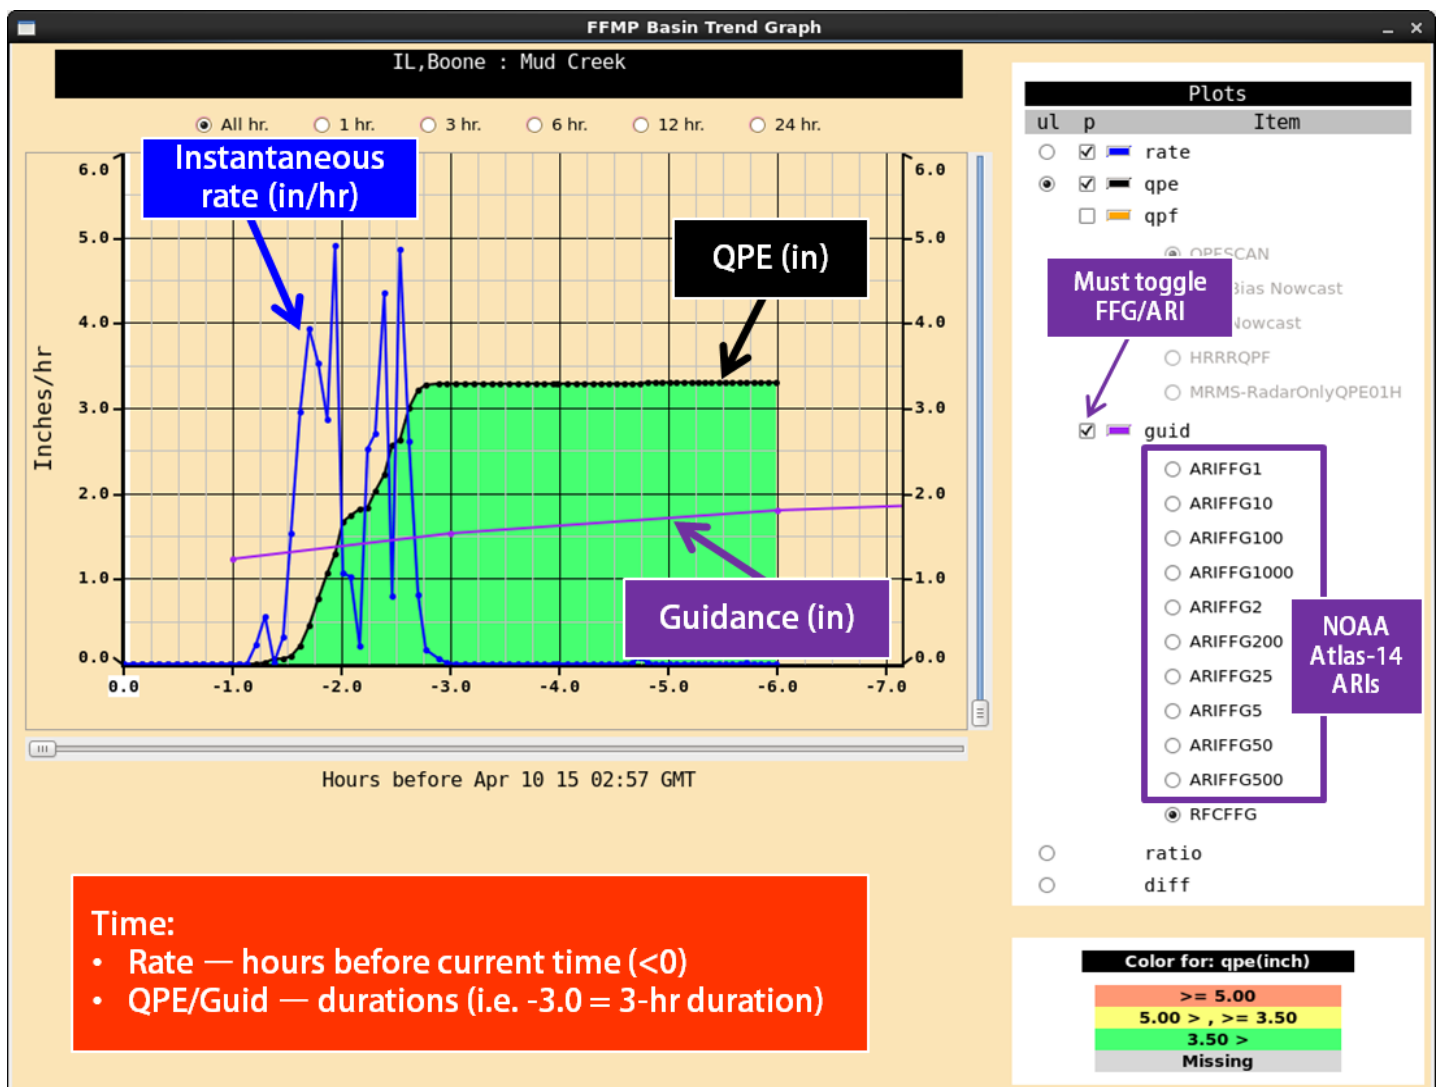 FFMP Basin Trend Graph
IL,Boone : Mud Creek
All hr.
1 hr.
3 hr.
6 hr.
12 hr.
24 hr.
Instantaneous
rate (in/hr)
QPE (in)
Guidance (in)
6.0
5.0
4.0
3.0
2.0
1.0
0.0
Inches/hr
6.0
5.0
4.0
3.0
2.0
1.0
0.0
0.0
-1.0
-2.0
-3.0
-4.0
-5.0
-6.0
-7.0
Hours before Apr 10 15 02:57 GMT
Time:
• Rate — hours before current time (<0)
• QPE/Guid — durations (i.e. -3.0 = 3-hr duration)
Plots
ul p Item
rate
qpe
qpf
QPESCAN
Bias Nowcast
Nowcast
HRRRQPF
MRMS-RadarOnlyQPE01H
Must toggle
FFG/ARI
guid
ARIFFG1
ARIFFG10
ARIFFG100
ARIFFG1000
ARIFFG2
ARIFFG200
ARIFFG25
ARIFFG5
ARIFFG50
ARIFFG500
NOAA
Atlas-14
ARIs
RFCFFG
ratio
diff
Color for: qpe(inch)
>= 5.00
5.00 > , >= 3.50
3.50 >
Missing